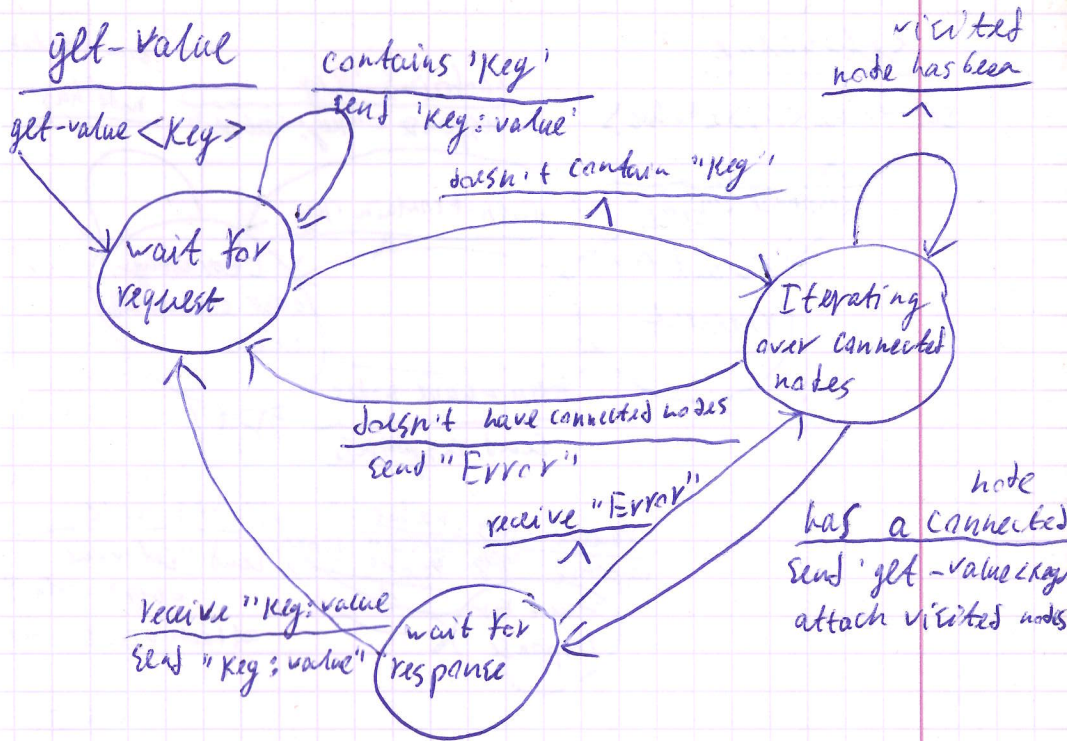 get-value
get-value <Key>
contains 'Key'
send 'Key: value'
visited
node has been
Λ
doesn't contain "Key"
Λ
wait for
request
Iterating
over connected
nodes
doesn't have connected nodes
send "Error"
receive "Error"
Λ
node
has a connected
send 'get-value<Key
attach visited nodes
receive "Key: value
send "Key: value"
wait for
response